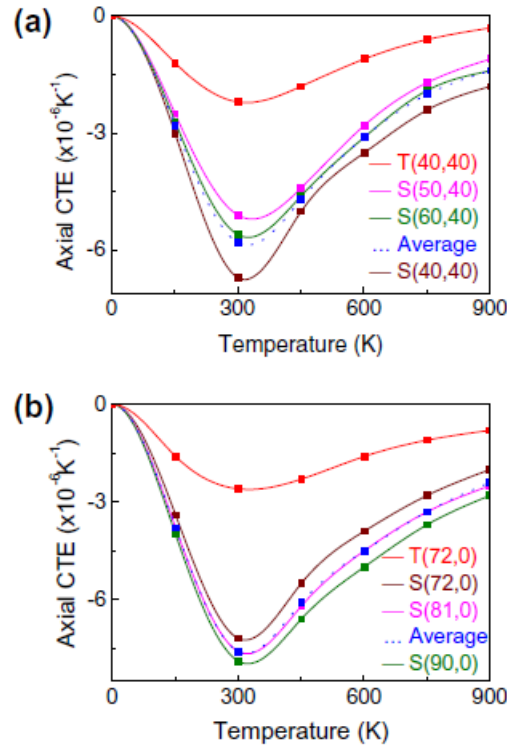 (a)
0
-3
-6
Axial CTE (x10⁻⁶K⁻¹)
T(40,40)
S(50,40)
S(60,40)
Average
S(40,40)
0 300 600 900
Temperature (K)
(b)
0
-3
-6
Axial CTE (x10⁻⁶K⁻¹)
T(72,0)
S(72,0)
S(81,0)
Average
S(90,0)
0 300 600 900
Temperature (K)